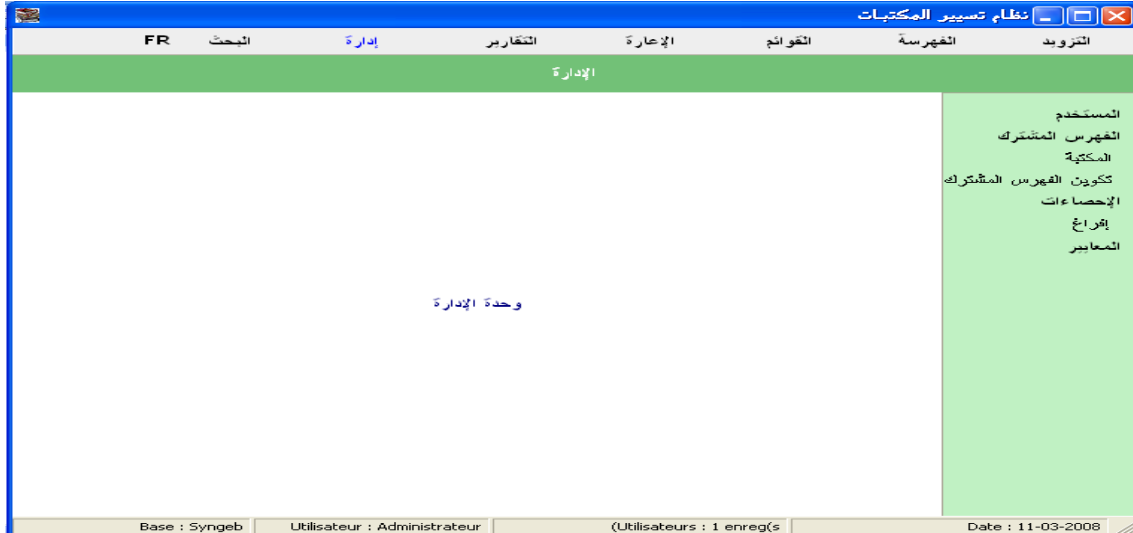 نظام تسيير المكتبات
التزويد الفهرسة القوائم الإعارة التقارير إدارة البحث FR
الإدارة
المستخدم
الفهرس المشترك
المكتبة
تكوين الفهرس المشترك
الإحصاءات
إفراغ
المعايير
وحدة الإدارة
Base : Syngeb Utilisateur : Administrateur (Utilisateurs : 1 enreg(s Date : 11-03-2008